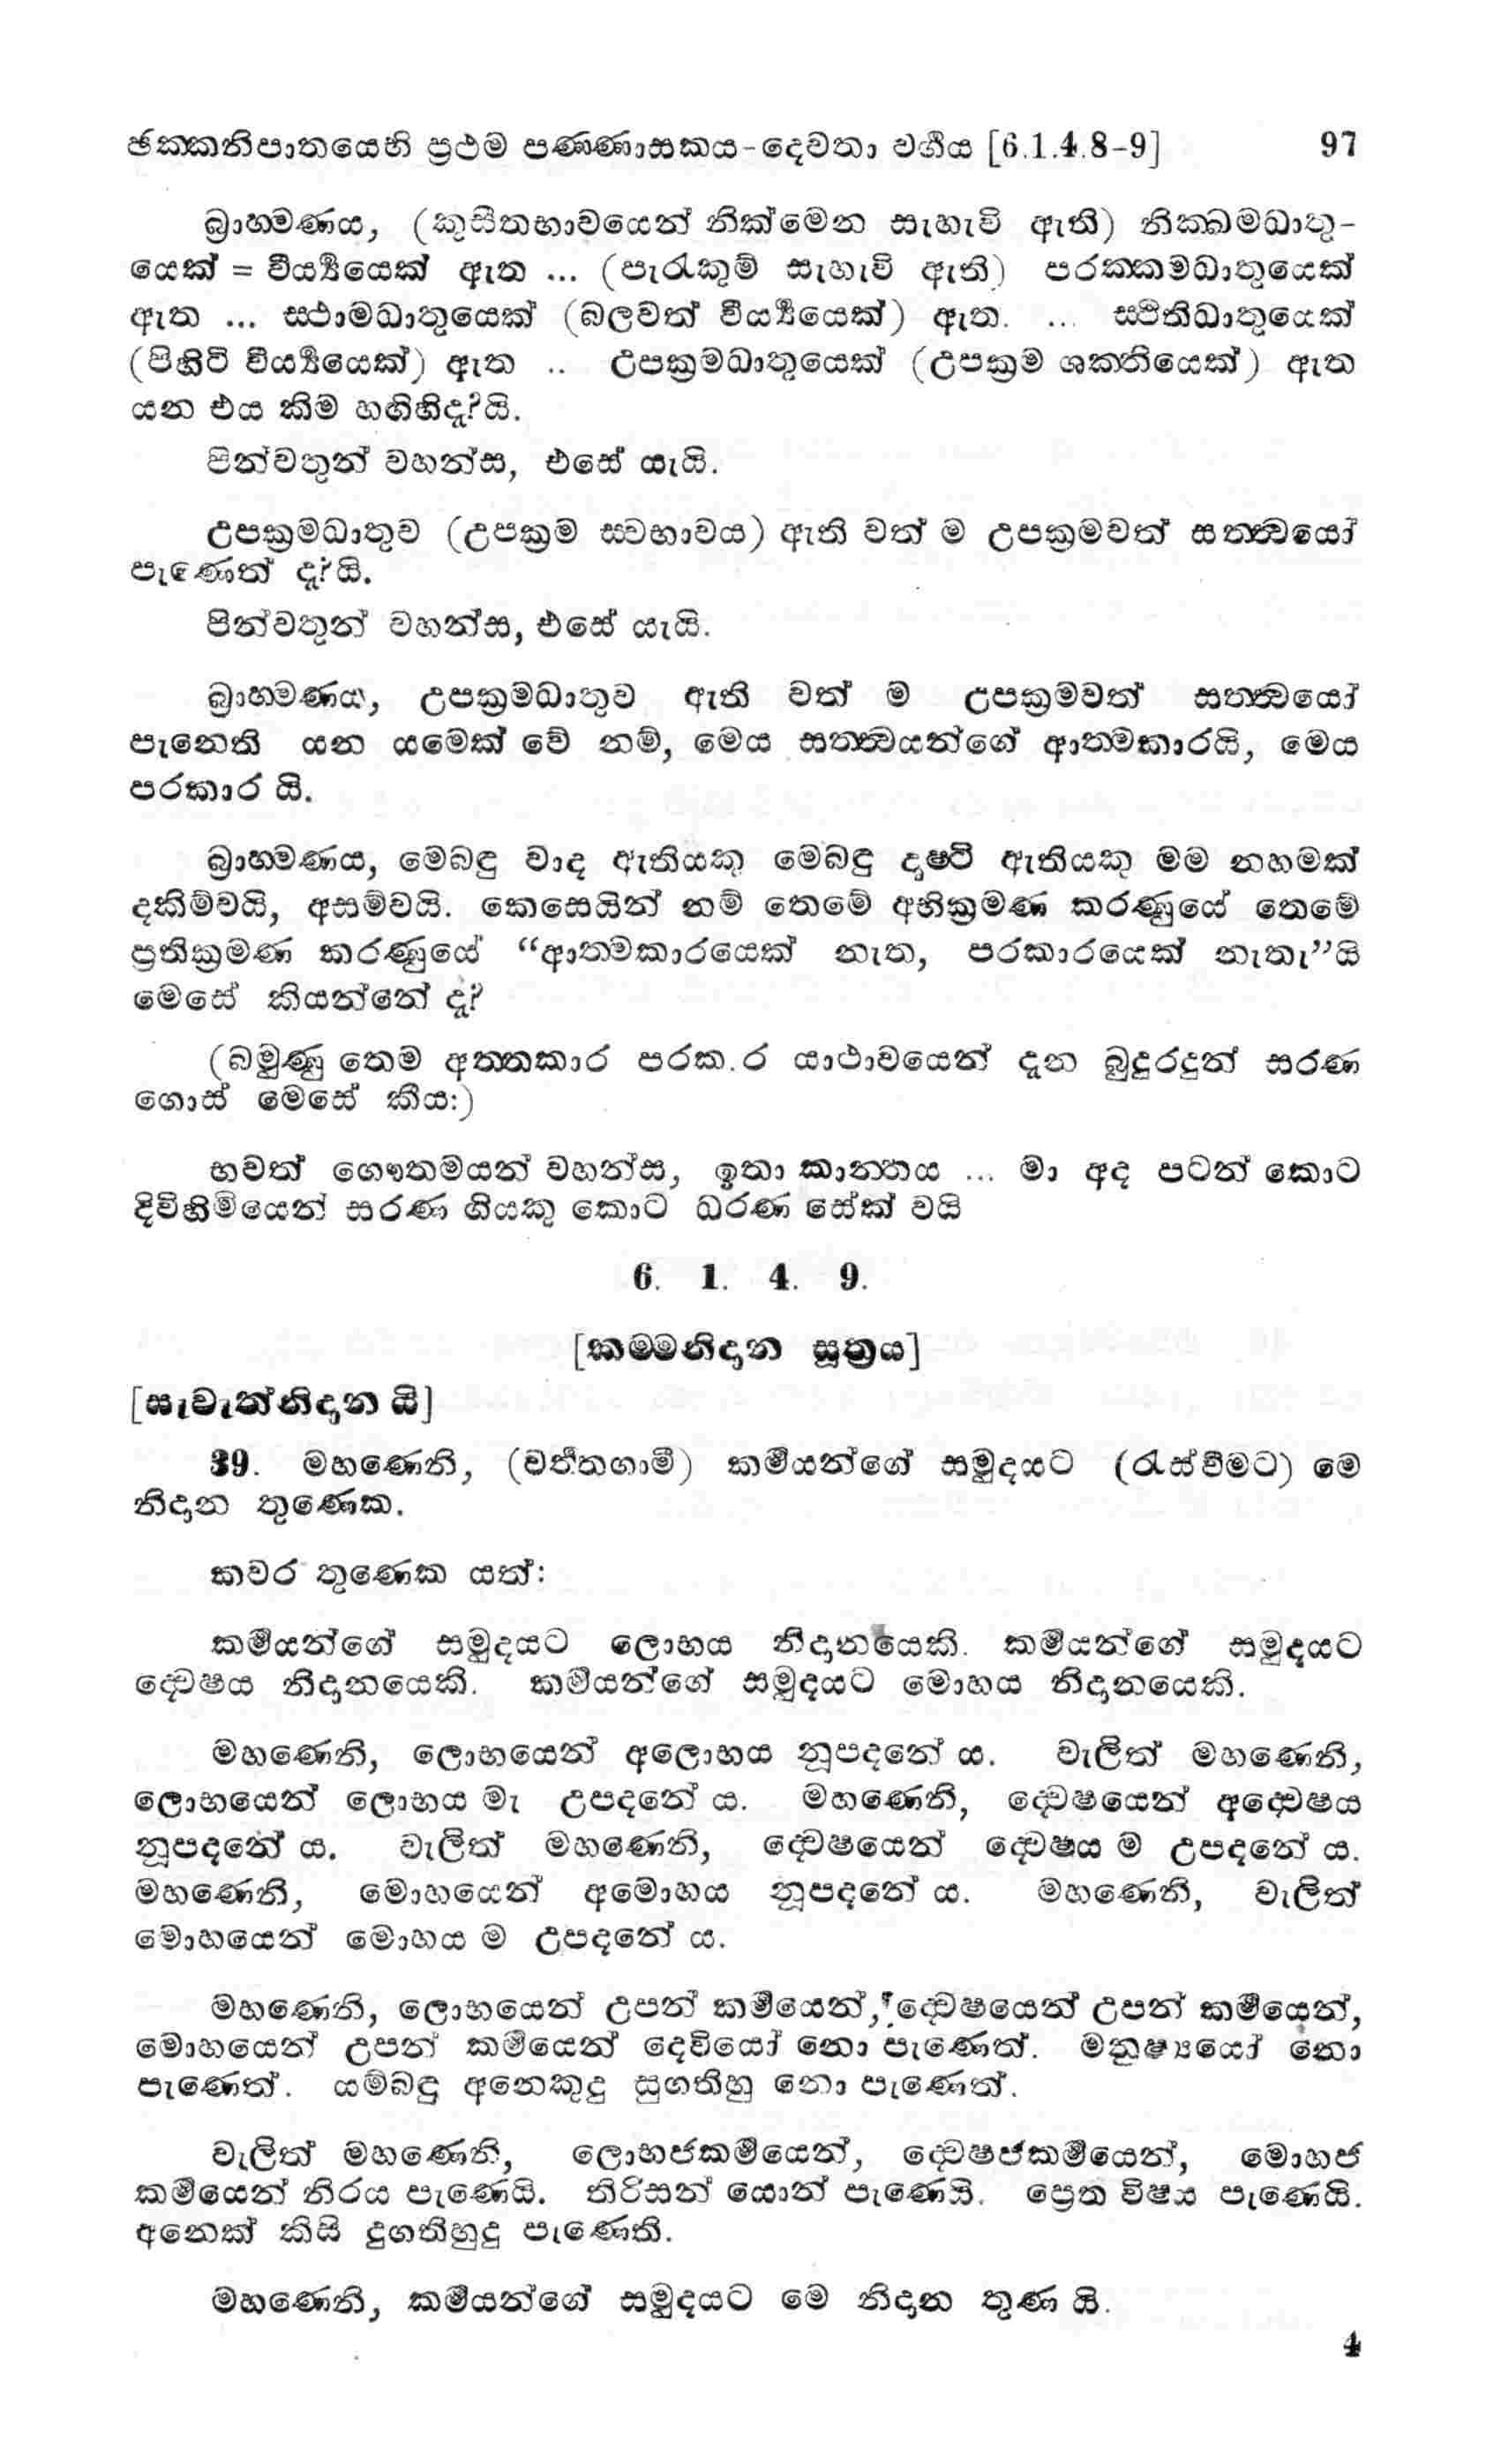 ඡක්කනිපාතයෙහි ප්‍රථම පණ්ණාසකය-දෙවතා වර්ගය [6.1.4.8-9] 97
බ්‍රාහ්මණය, (කුසීතභාවයෙන් නික්මෙන සැහැවි ඇති) නික්ඛමධාතු-
යෙක් = වීර්‍ය්‍යයෙක් ඇත ... (පැරැකුම් සැහැවි ඇති) පරක්කමධාතුයෙක්
ඇත ... ස්ථාමධාතුයෙක් (බලවත් වීර්‍ය්‍යයෙක්) ඇත. ... ස්ථිතිධාතුයෙක්
(පිහිටි වීර්‍ය්‍යයෙක්) ඇත .. උපක්‍රමධාතුයෙක් (උපක්‍රම ශක්තියෙක්) ඇත
යන එය කිම හඟිහිදැ?යි.
පින්වතුන් වහන්ස, එසේ යැයි.
උපක්‍රමධාතුව (උපක්‍රම ස්වභාවය) ඇති වත් ම උපක්‍රමවත් සත්ත්‍වයෝ
පැණෙත් දැ?යි.
පින්වතුන් වහන්ස, එසේ යැයි.
බ්‍රාහ්මණය, උපක්‍රමධාතුව ඇති වත් ම උපක්‍රමවත් සත්ත්‍වයෝ
පැනෙති යන යමෙක් වේ නම්, මෙය සත්ත්‍වයන්ගේ ආත්මකාරයි, මෙය
පරකාර යි.
බ්‍රාහ්මණය, මෙබඳු වාද ඇතියකු මෙබඳු දෘෂ්ටි ඇතියකු මම නහමක්
දකිම්වයි, අසම්වයි. කෙසෙයින් නම් තෙමේ අභික්‍රමණ කරණුයේ තෙමේ
ප්‍රතික්‍රමණ කරණුයේ “ආත්මකාරයෙක් නැත, පරකාරයෙක් නැතැ”යි
මෙසේ කියන්නේ දැ?
(බමුණු තෙම අත්තකාර පරක.ර යාථාවයෙන් දැන බුදුරදුන් සරණ
ගොස් මෙසේ කීය:)
භවත් ගෞතමයන් වහන්ස, ඉතා කාන්තය ... මා අද පටන් කොට
දිවිහිමියෙන් සරණ ගියකු කොට ධරණ සේක් වයි
6. 1. 4. 9.
[කම්මනිදාන සූත්‍රය]
[සැවැත්නිදාන යි]
39. මහණෙනි, (වර්තතගාමී) කර්මයන්ගේ සමුදයට (රැස්වීමට) මේ
නිදාන තුණෙක.
කවර තුණෙක යත්:
කර්මයන්ගේ සමුදයට ලොභය නිදානයෙකි. කර්මයන්ගේ සමුදයට
ද්වෙෂය නිදානයෙකි. කර්මයන්ගේ සමුදයට මොහය නිදානයෙකි.
මහණෙනි, ලොභයෙන් අලොභය නූපදනේ ය. වැලිත් මහණෙනි,
ලොභයෙන් ලොභය මැ උපදනේ ය. මහණෙනි, ද්වෙෂයෙන් අද්වෙෂය
නූපදනේ ය. වැලිත් මහණෙනි, ද්වෙෂයෙන් ද්වෙෂය ම උපදනේ ය.
මහණෙනි, මොහයෙන් අමොහය නූපදනේ ය. මහණෙනි, වැලිත්
මොහයෙන් මොහය ම උපදනේ ය.
මහණෙනි, ලොභයෙන් උපන් කර්මයෙන්, ද්වෙෂයෙන් උපන් කර්මයෙන්,
මොහයෙන් උපන් කර්මයෙන් දෙවියෝ නො පැණෙත්. මනුෂ්‍යයෝ නො
පැණෙත්. යම්බඳු අනෙකුදු සුගතිහු නො පැණෙත්.
වැලිත් මහණෙනි, ලොභජකර්මයෙන්, ද්වෙෂජකර්මයෙන්, මොහජ
කර්මයෙන් නිරය පැණෙයි. තිරිසන් යොන් පැණෙයි. ප්‍රෙත විෂය පැණෙයි.
අනෙක් කිසි දුගතිහුදු පැණෙති.
මහණෙනි, කර්මයන්ගේ සමුදයට මේ නිදාන තුණ යි.
4